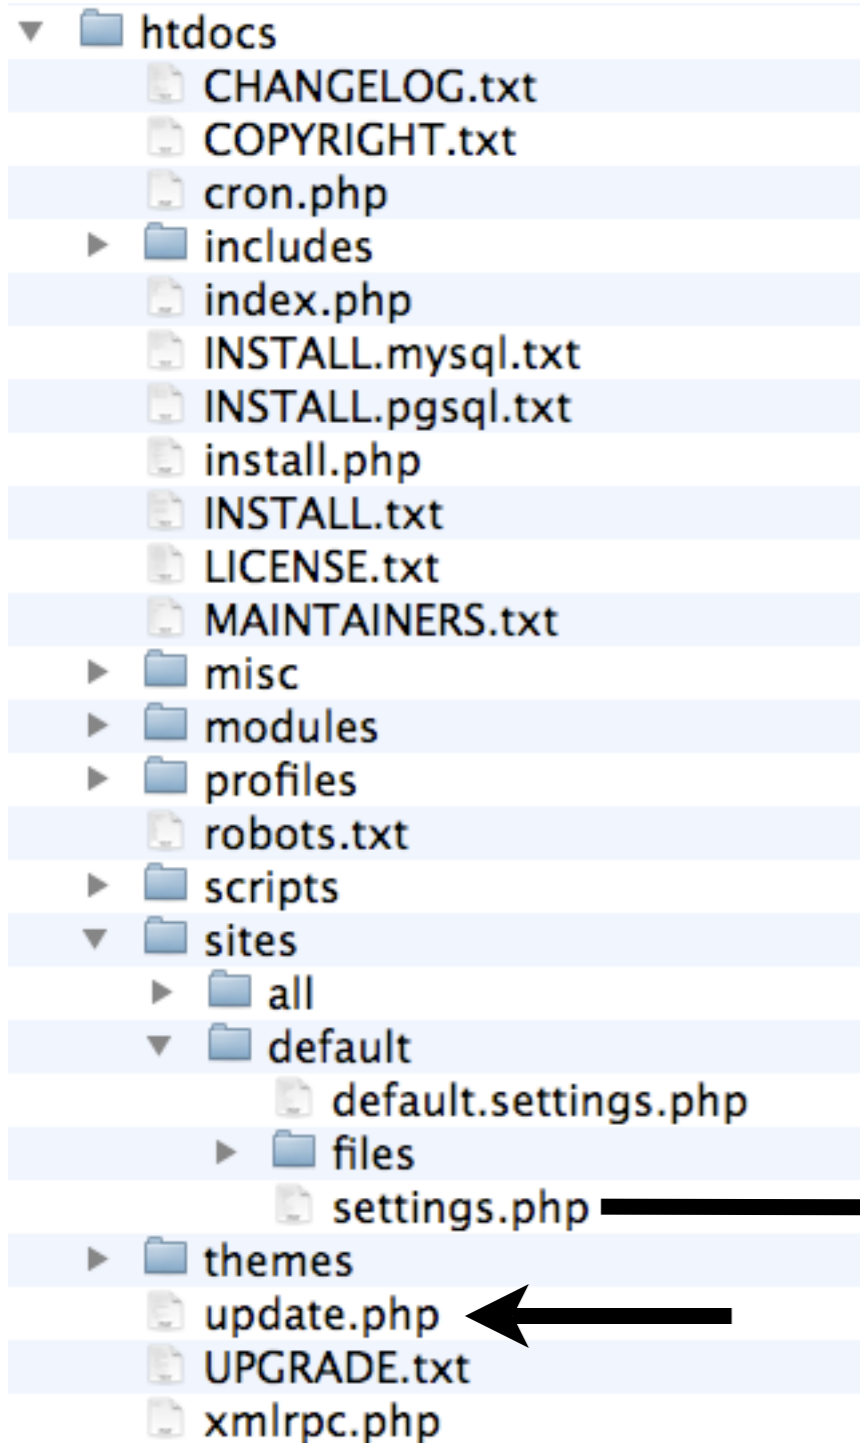 htdocs
CHANGELOG.txt
COPYRIGHT.txt
cron.php
includes
index.php
INSTALL.mysql.txt
INSTALL.pgsql.txt
install.php
INSTALL.txt
LICENSE.txt
MAINTAINERS.txt
misc
modules
profiles
robots.txt
scripts
sites
all
default
default.settings.php
files
settings.php
themes
update.php
UPGRADE.txt
xmlrpc.php